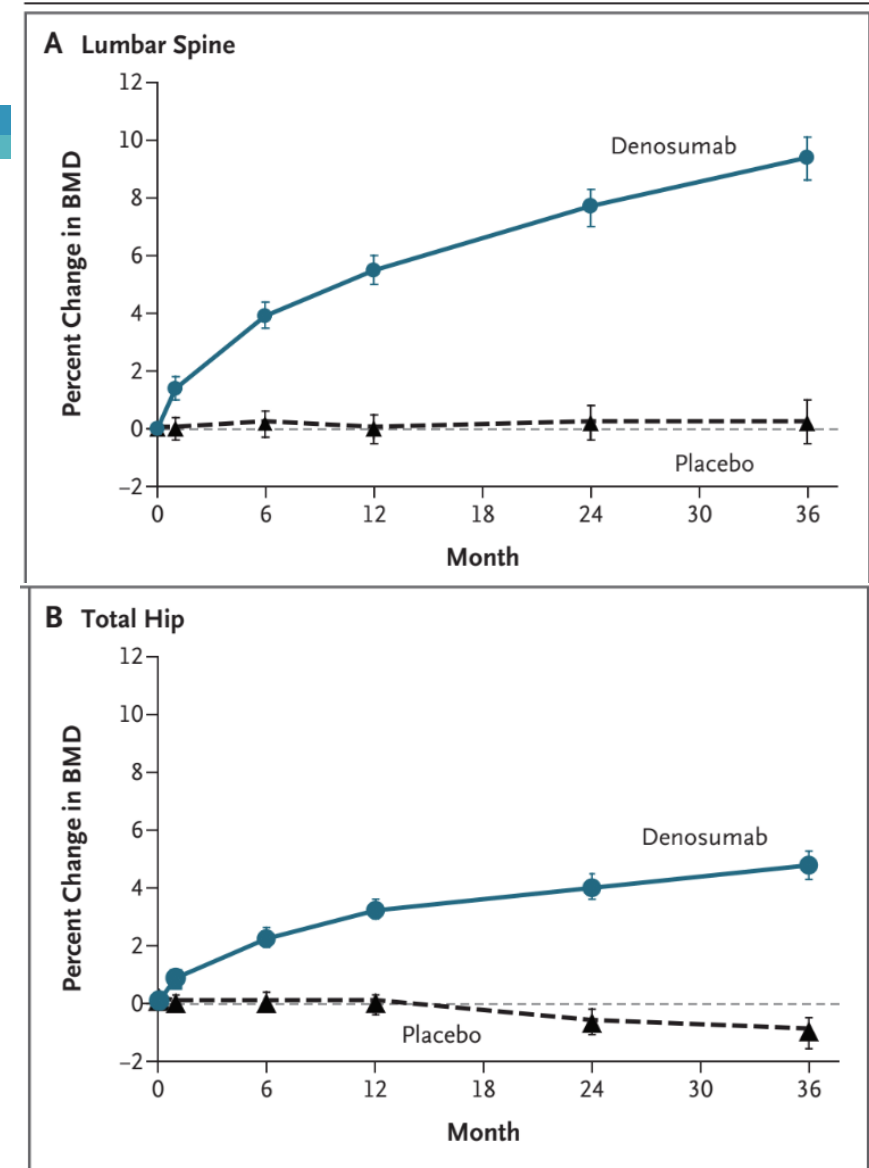 A Lumbar Spine
12
10
8
6
4
2
0
–2
Percent Change in BMD
Denosumab
Placebo
0 6 12 18 24 30 36
Month
B Total Hip
12
10
8
6
4
2
0
–2
Percent Change in BMD
Denosumab
Placebo
0 6 12 18 24 30 36
Month